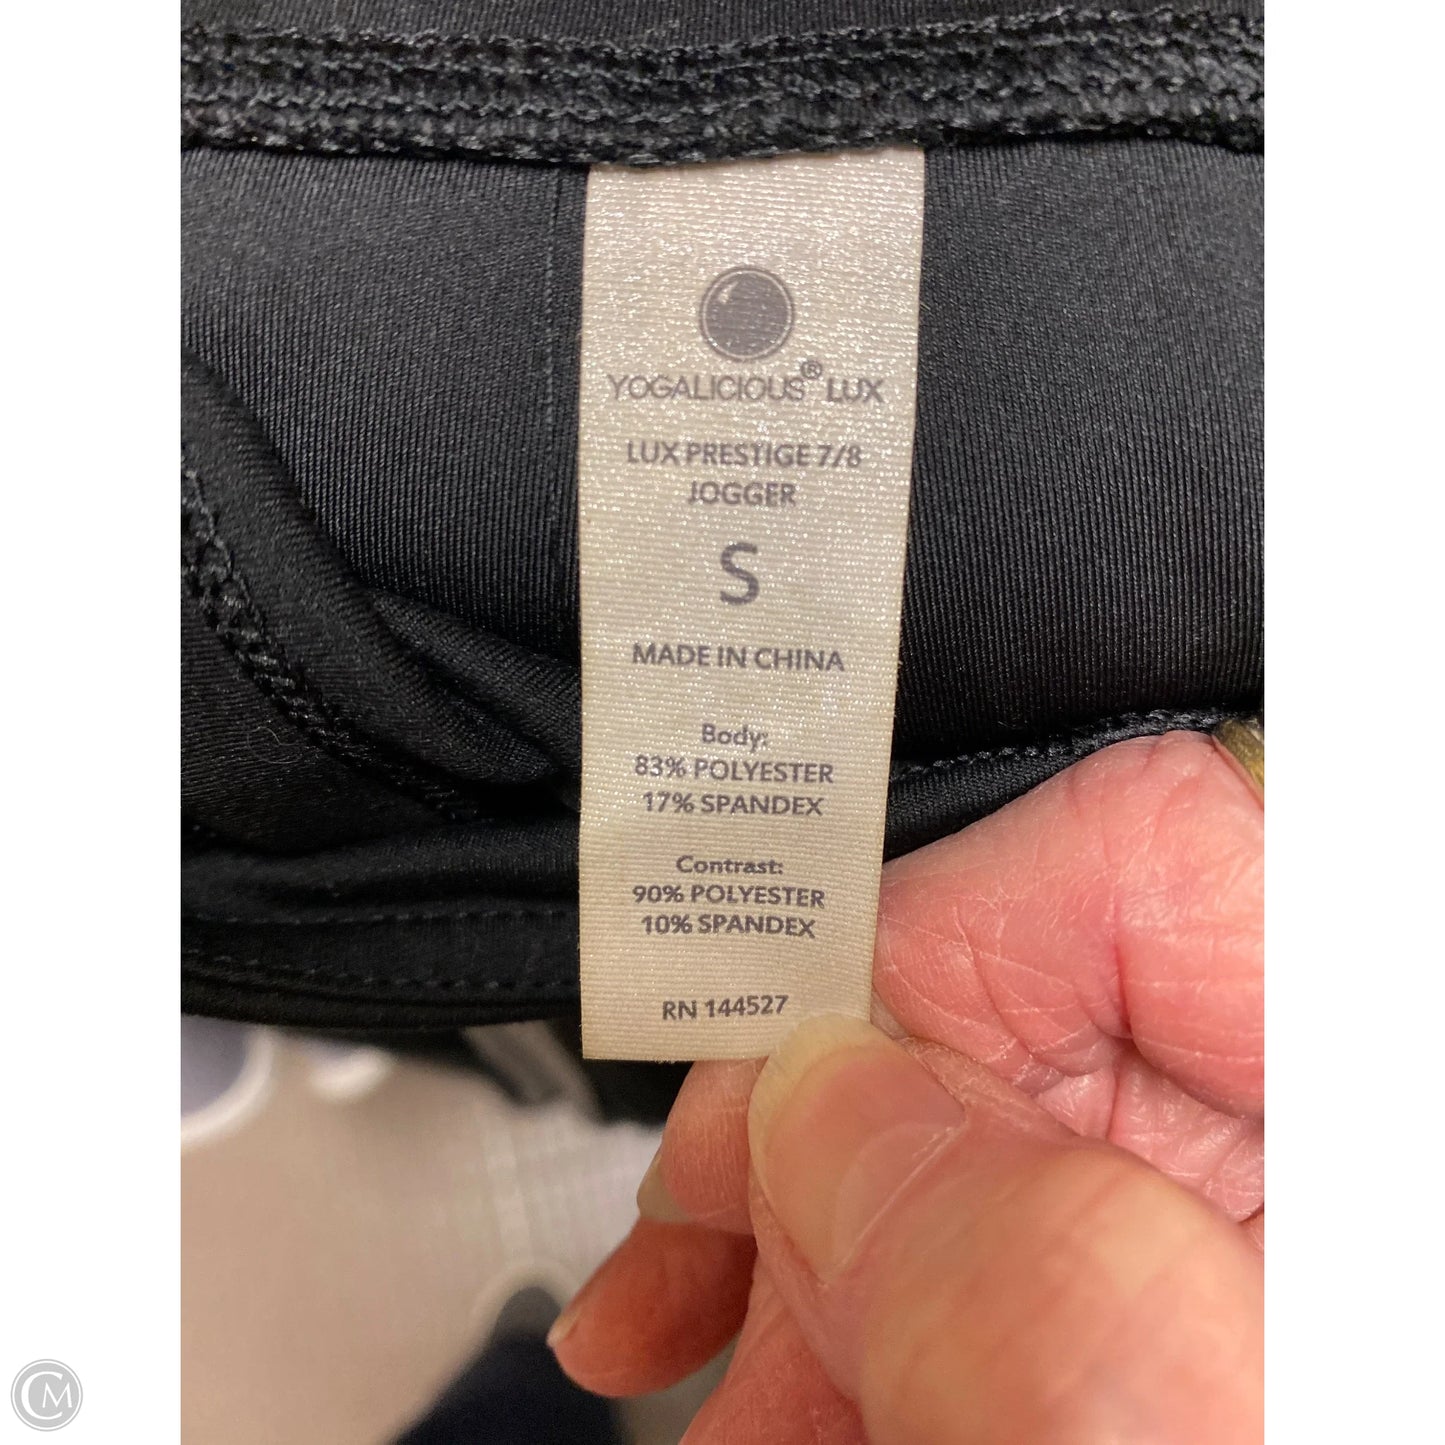 YOGALICIOUS® LUX
LUX PRESTIGE 7/8
JOGGER
S
MADE IN CHINA
Body:
83% POLYESTER
17% SPANDEX
Contrast:
90% POLYESTER
10% SPANDEX
RN 144527
CM